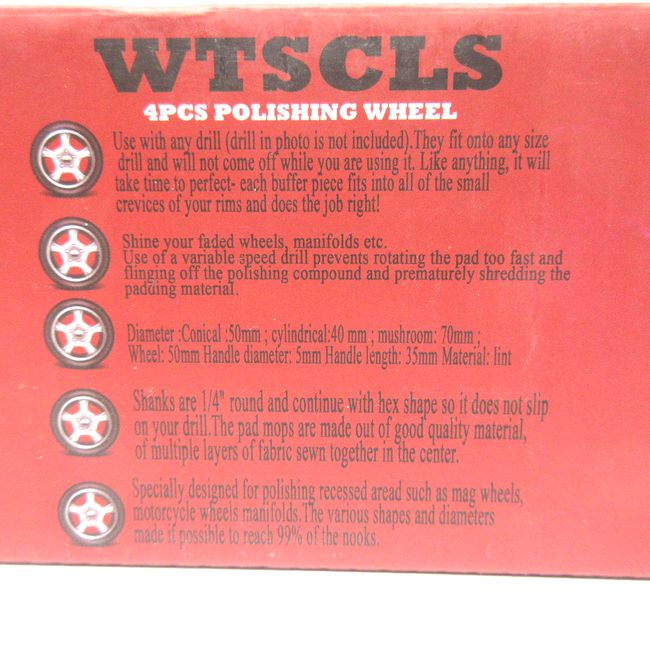 WTSCLS
4PCS POLISHING WHEEL
Use with any drill (drill in photo is not included).They fit onto any size
drill and will not come off while you are using it. Like anything, it will
take time to perfect- each buffer piece fits into all of the small
crevices of your rims and does the job right!
Shine your faded wheels, manifolds etc.
Use of a variable speed drill prevents rotating the pad too fast and
flinging off the polishing compound and prematurely shredding the
padding material.
Diameter :Conical :50mm ; cylindrical:40 mm ; mushroom: 70mm ;
Wheel: 50mm Handle diameter: 5mm Handle length: 35mm Material: lint
Shanks are 1/4" round and continue with hex shape so it does not slip
on your drill.The pad mops are made out of good quality material,
of multiple layers of fabric sewn together in the center.
Specially designed for polishing recessed aread such as mag wheels,
motorcycle wheels manifolds.The various shapes and diameters
made if possible to reach 99% of the nooks.